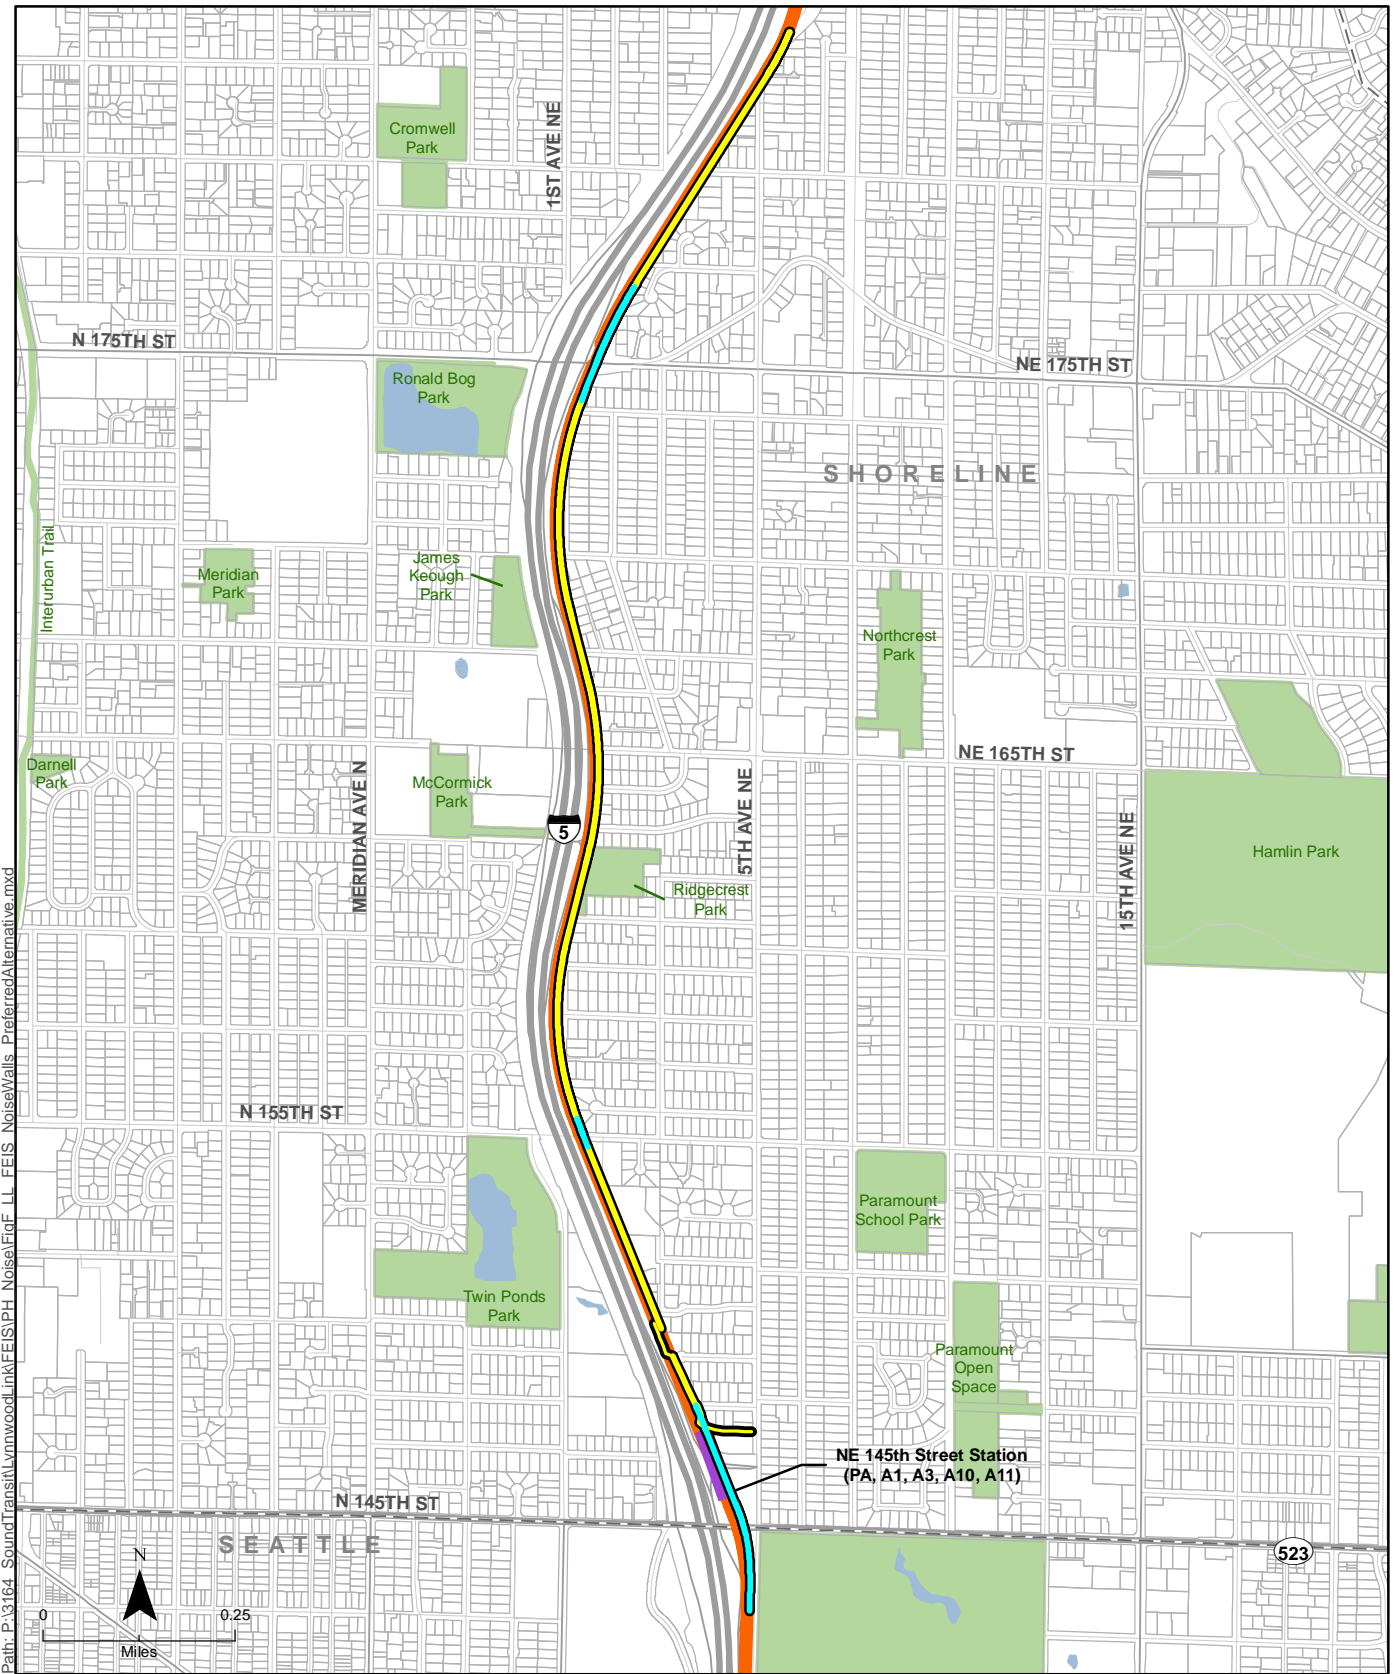 Cromwell
Park
1ST AVE NE
N 175TH ST
NE 175TH ST
Ronald Bog
Park
SHORELINE
Interurban Trail
James
Keough
Park
Meridian
Park
Northcrest
Park
NE 165TH ST
Darnell
Park
MERIDIAN AVE N
McCormick
Park
5TH AVE NE
5
15TH AVE NE
Hamlin Park
Ridgecrest
Park
N 155TH ST
Paramount
School Park
Twin Ponds
Park
Paramount
Open
Space
NE 145th Street Station
(PA, A1, A3, A10, A11)
N 145TH ST
SEATTLE
523
N
0
0.25
Miles
Path: P:\3164_SoundTransit\LynnwoodLink\FEIS\PH_Noise\FigF_LL_FEIS_NoiseWalls_PreferredAlternative.mxd